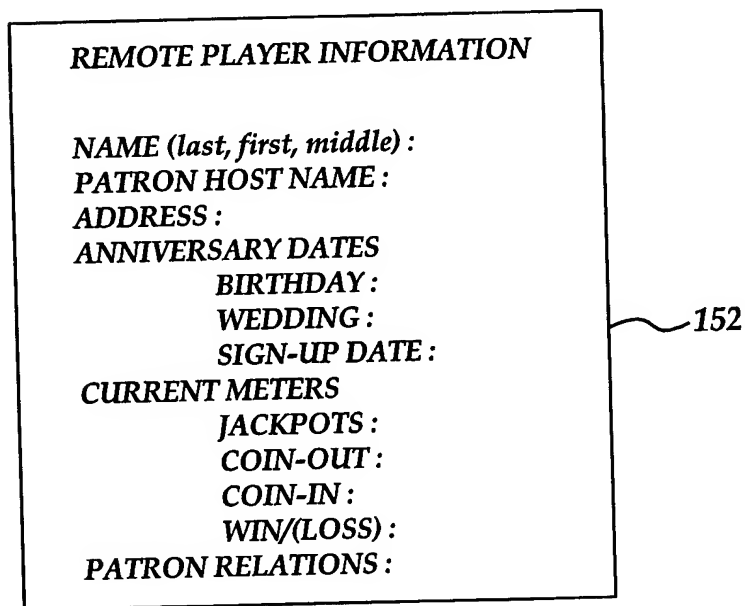 REMOTE PLAYER INFORMATION
NAME (last, first, middle) :
PATRON HOST NAME :
ADDRESS :
ANNIVERSARY DATES
BIRTHDAY :
WEDDING :
152
SIGN-UP DATE :
CURRENT METERS
JACKPOTS :
COIN-OUT :
COIN-IN :
WIN/(LOSS) :
PATRON RELATIONS :